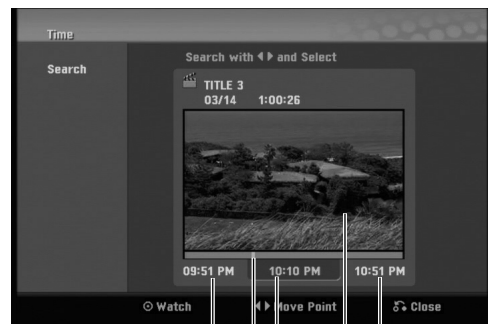 Time
Search
Search with ◀ ▶ and Select
TITLE 3
03/14 1:00:26
09:51 PM 10:10 PM 10:51 PM
⊙ Watch ◀ ▶ Move Point Close